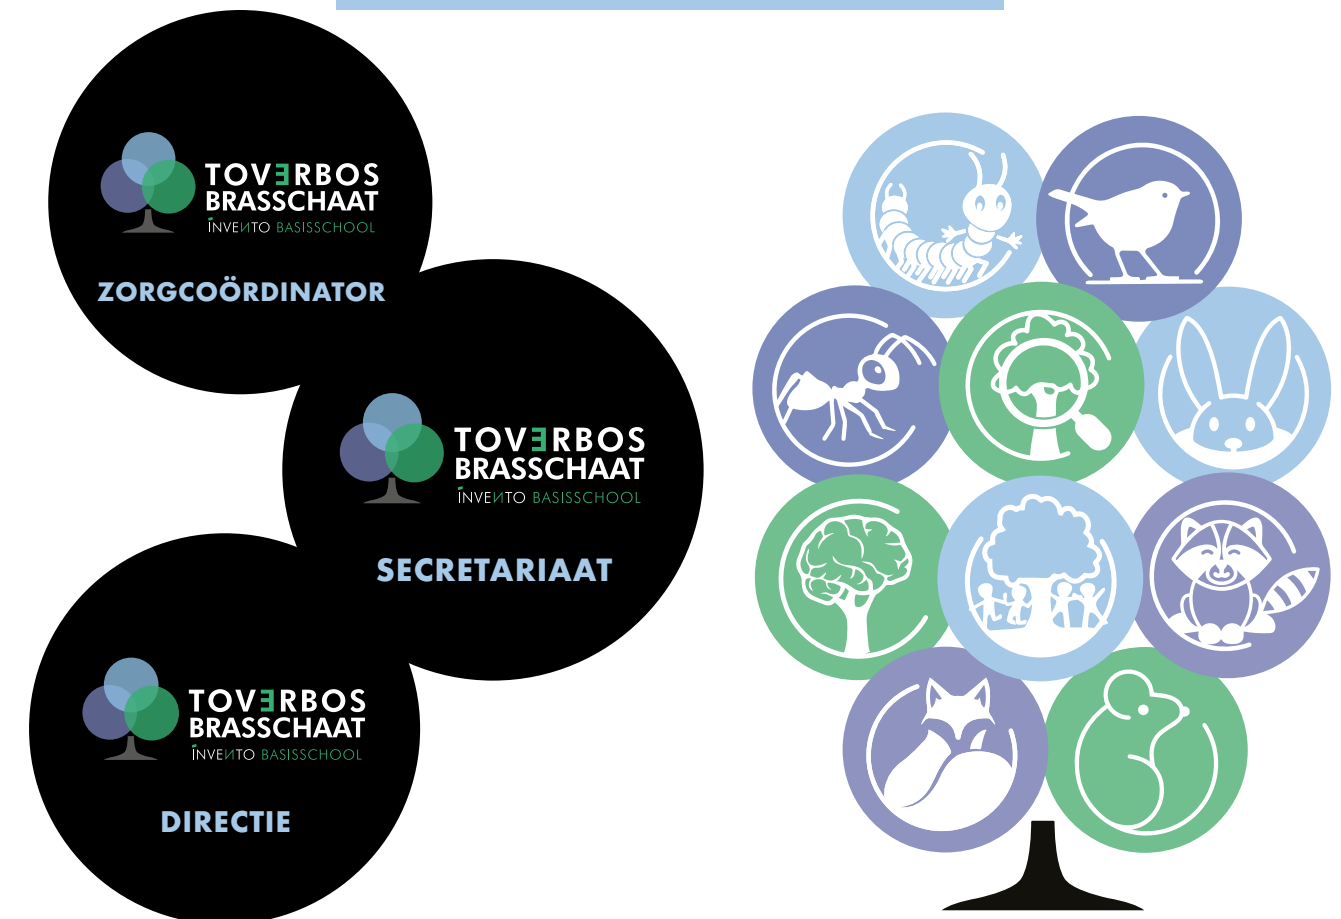 TOVERBOS
BRASSCHAAT
INVENTO BASISSCHOOL
ZORGCOÖRDINATOR
TOVERBOS
BRASSCHAAT
INVENTO BASISSCHOOL
SECRETARIAAT
TOVERBOS
BRASSCHAAT
INVENTO BASISSCHOOL
DIRECTIE